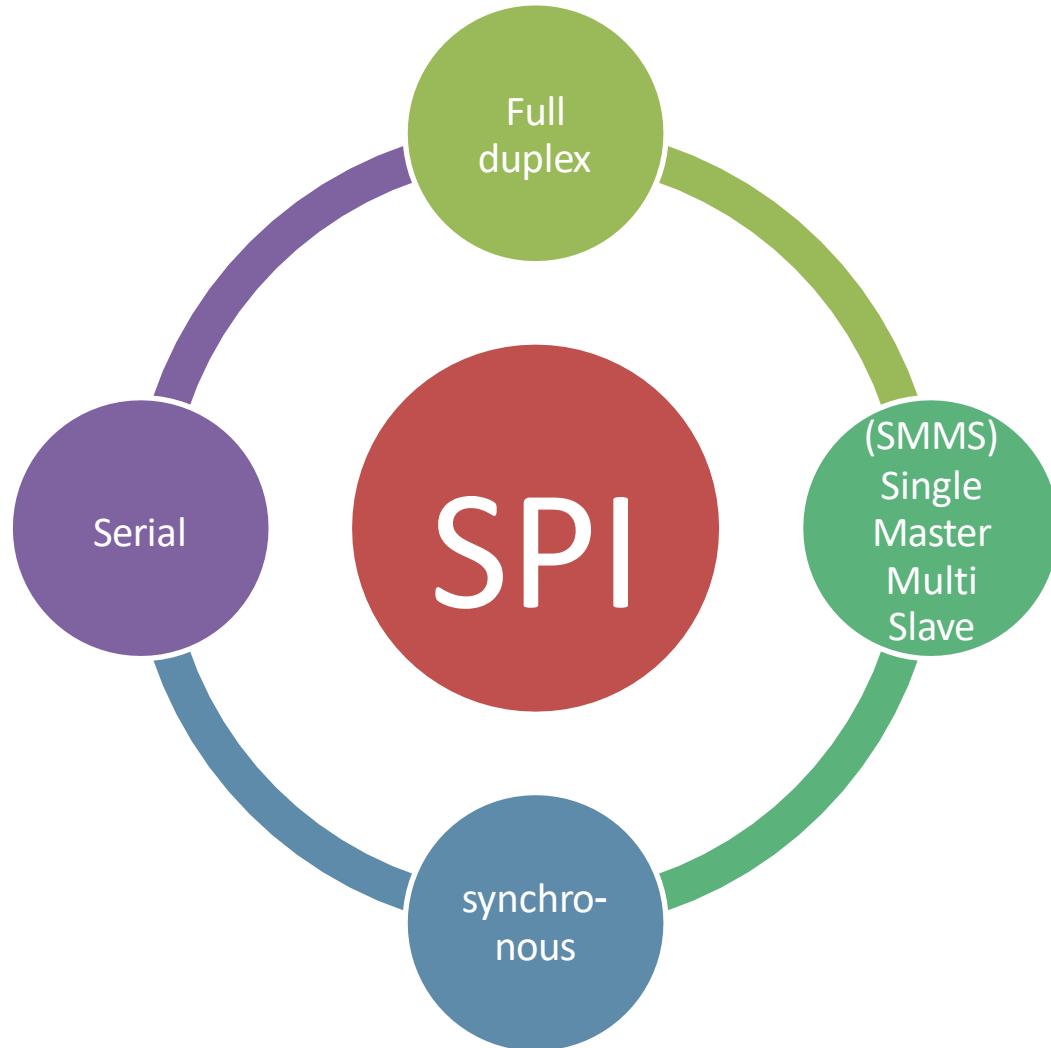 Full
duplex
(SMMS)
Single
Master
Multi
Slave
synchro-
nous
Serial
SPI